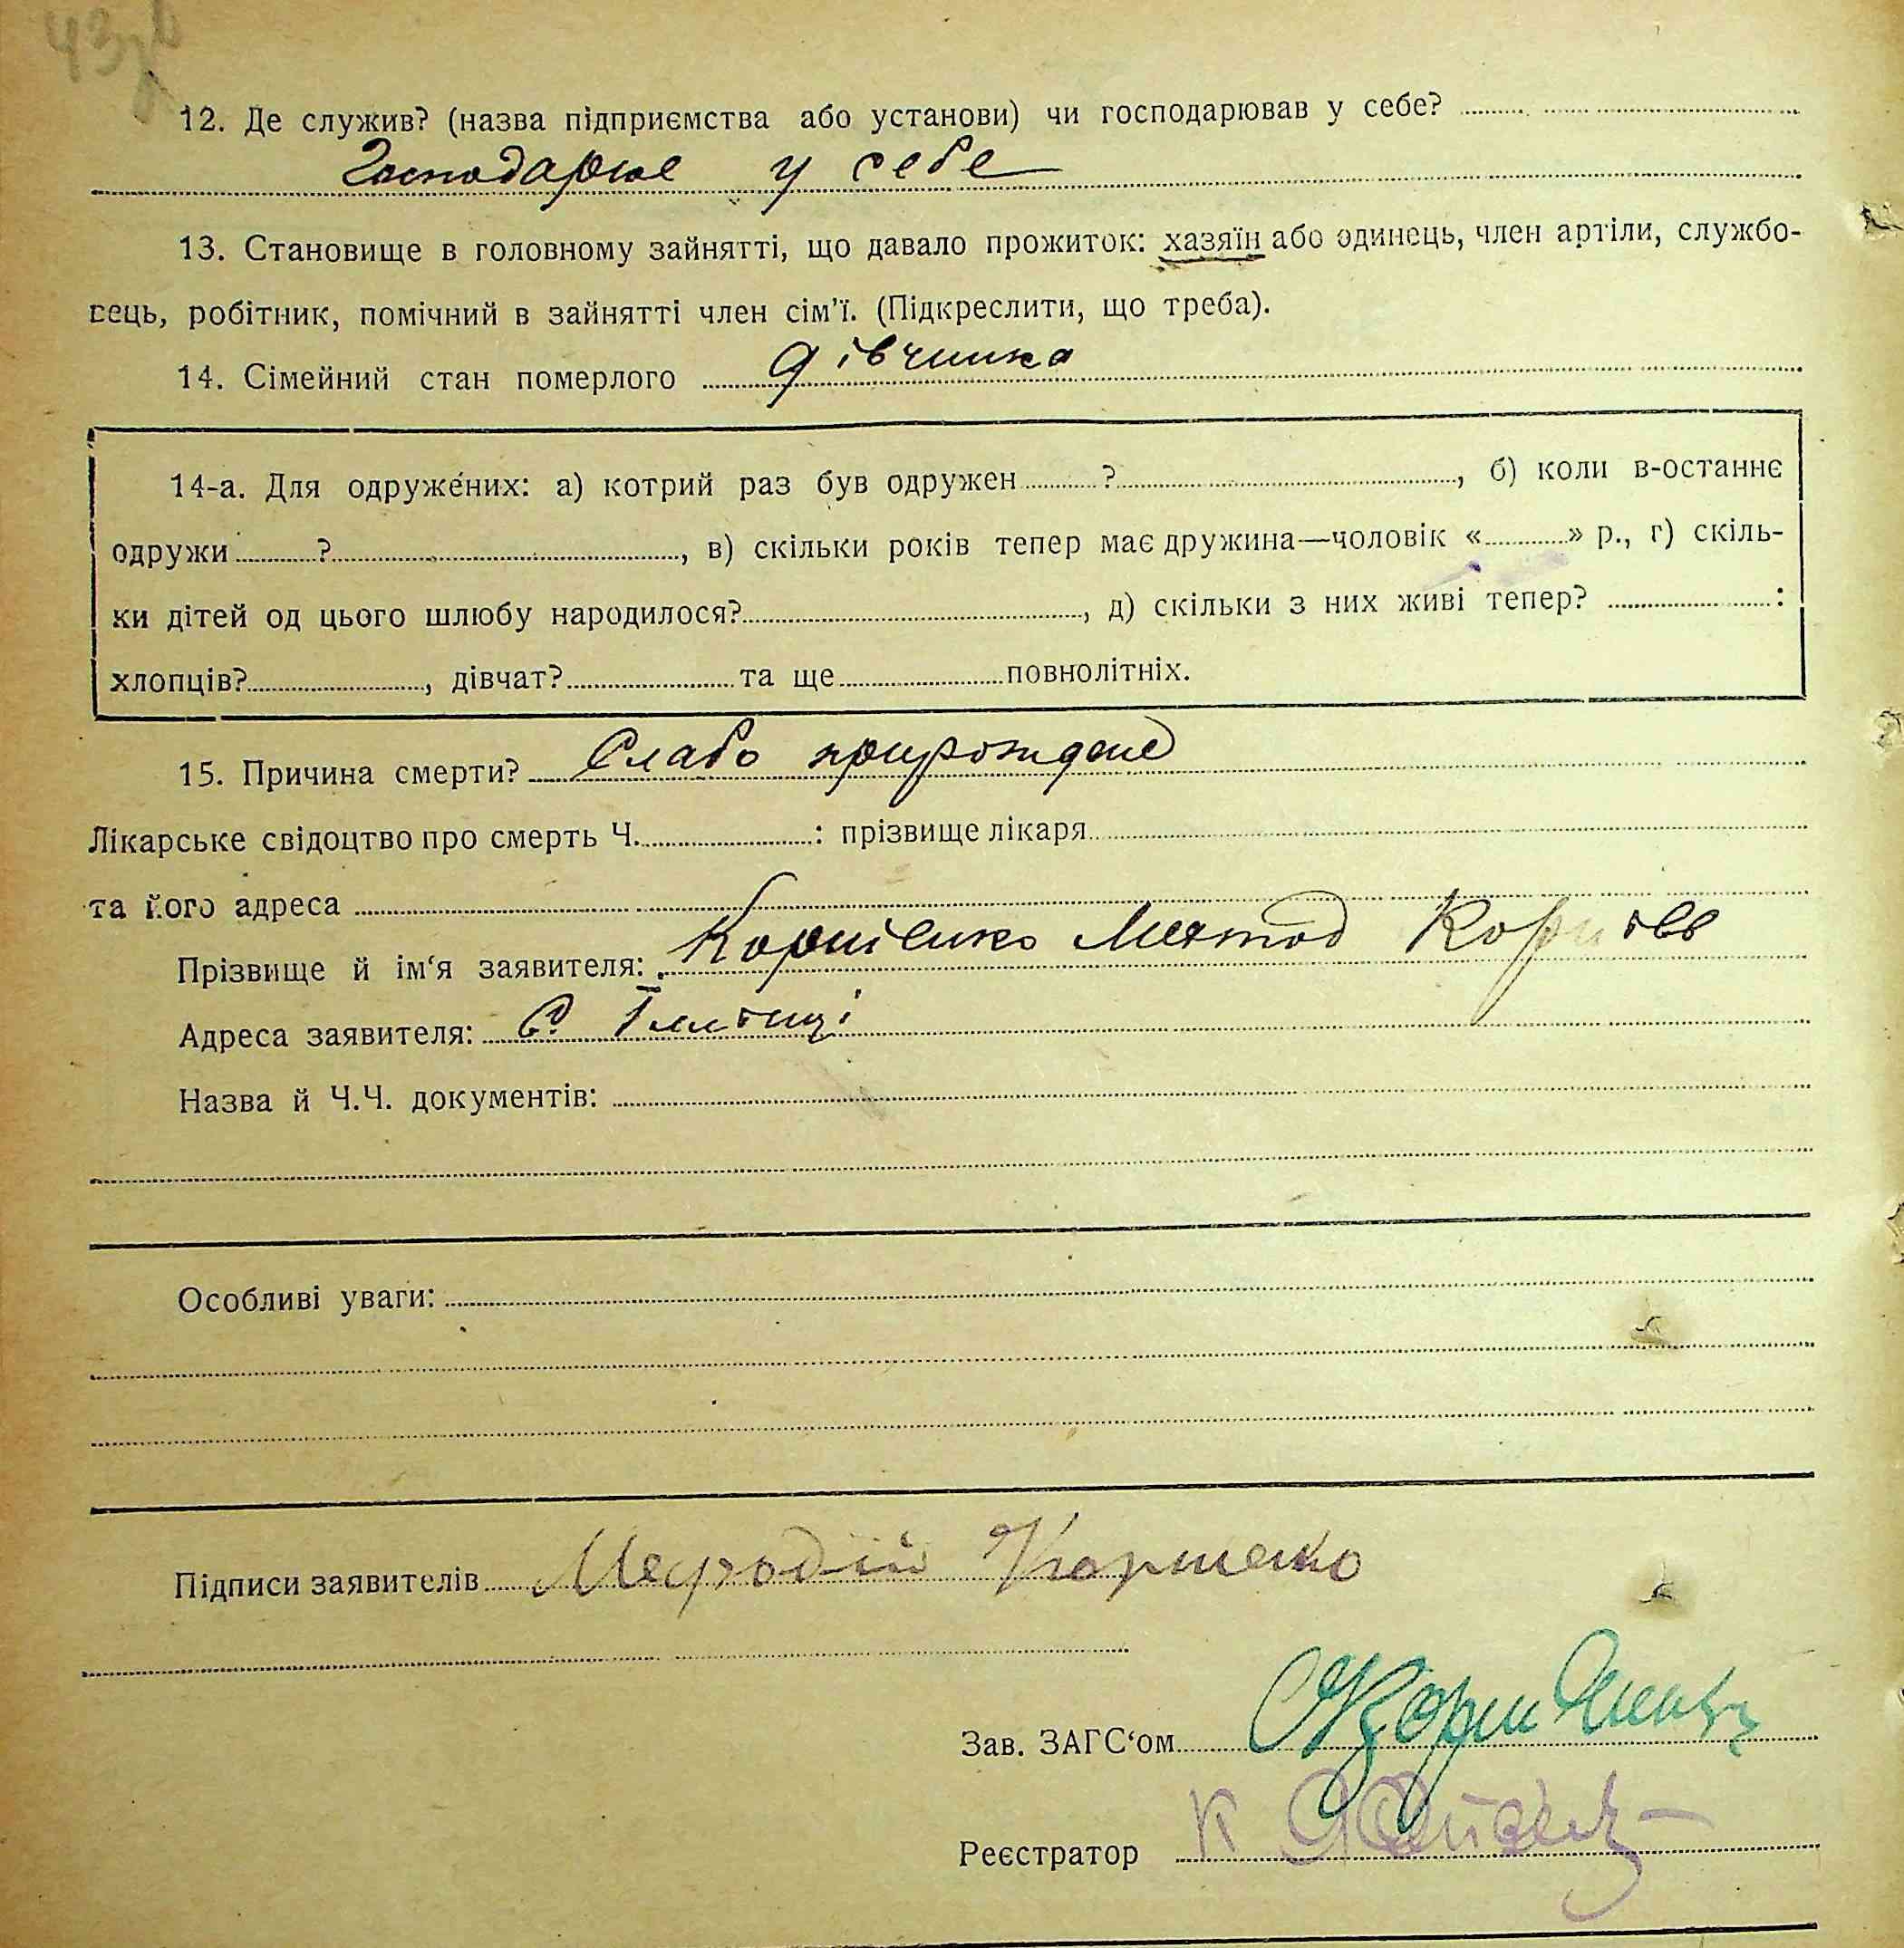 12. Де служив? (назва підприємства або установи) чи господарював у себе?
Господарює у себе
13. Становище в головному зайнятті, що давало прожиток: хазяїн або одинець, член артіли, службо-
вець, робітник, помічний в зайнятті член сім'ї. (Підкреслити, що треба).
14. Сімейний стан померлого дівчинка
14-а. Для одружених: а) котрий раз був одружен ?, б) коли в-останнє
одружи ?, в) скільки років тепер має дружина—чоловік « » р., г) скіль-
ки дітей од цього шлюбу народилося?, д) скільки з них живі тепер? :
хлопців?, дівчат? та ще повнолітніх.
15. Причина смерти? Слабо прирождене
Лікарське свідоцтво про смерть Ч. : прізвище лікаря
та його адреса
Прізвище й ім‘я заявителя: Корнієнко
Адреса заявителя: С.
Назва й Ч.Ч. документів:
Особливі уваги:
Підписи заявителів Мефодій
Зав. ЗАГС‘ом
Реєстратор К